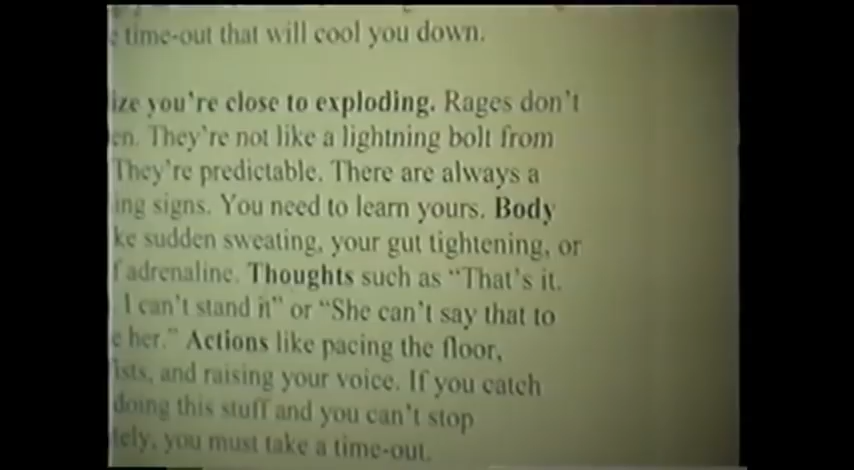 time-out that will cool you down.
ize you're close to exploding. Rages don't
en. They're not like a lightning bolt from
They're predictable. There are always a
ing signs. You need to learn yours. Body
ke sudden sweating, your gut tightening, or
f adrenaline. Thoughts such as “That's it.
I can't stand it” or “She can't say that to
e her.” Actions like pacing the floor,
ists, and raising your voice. If you catch
doing this stuff and you can't stop
tely, you must take a time-out.